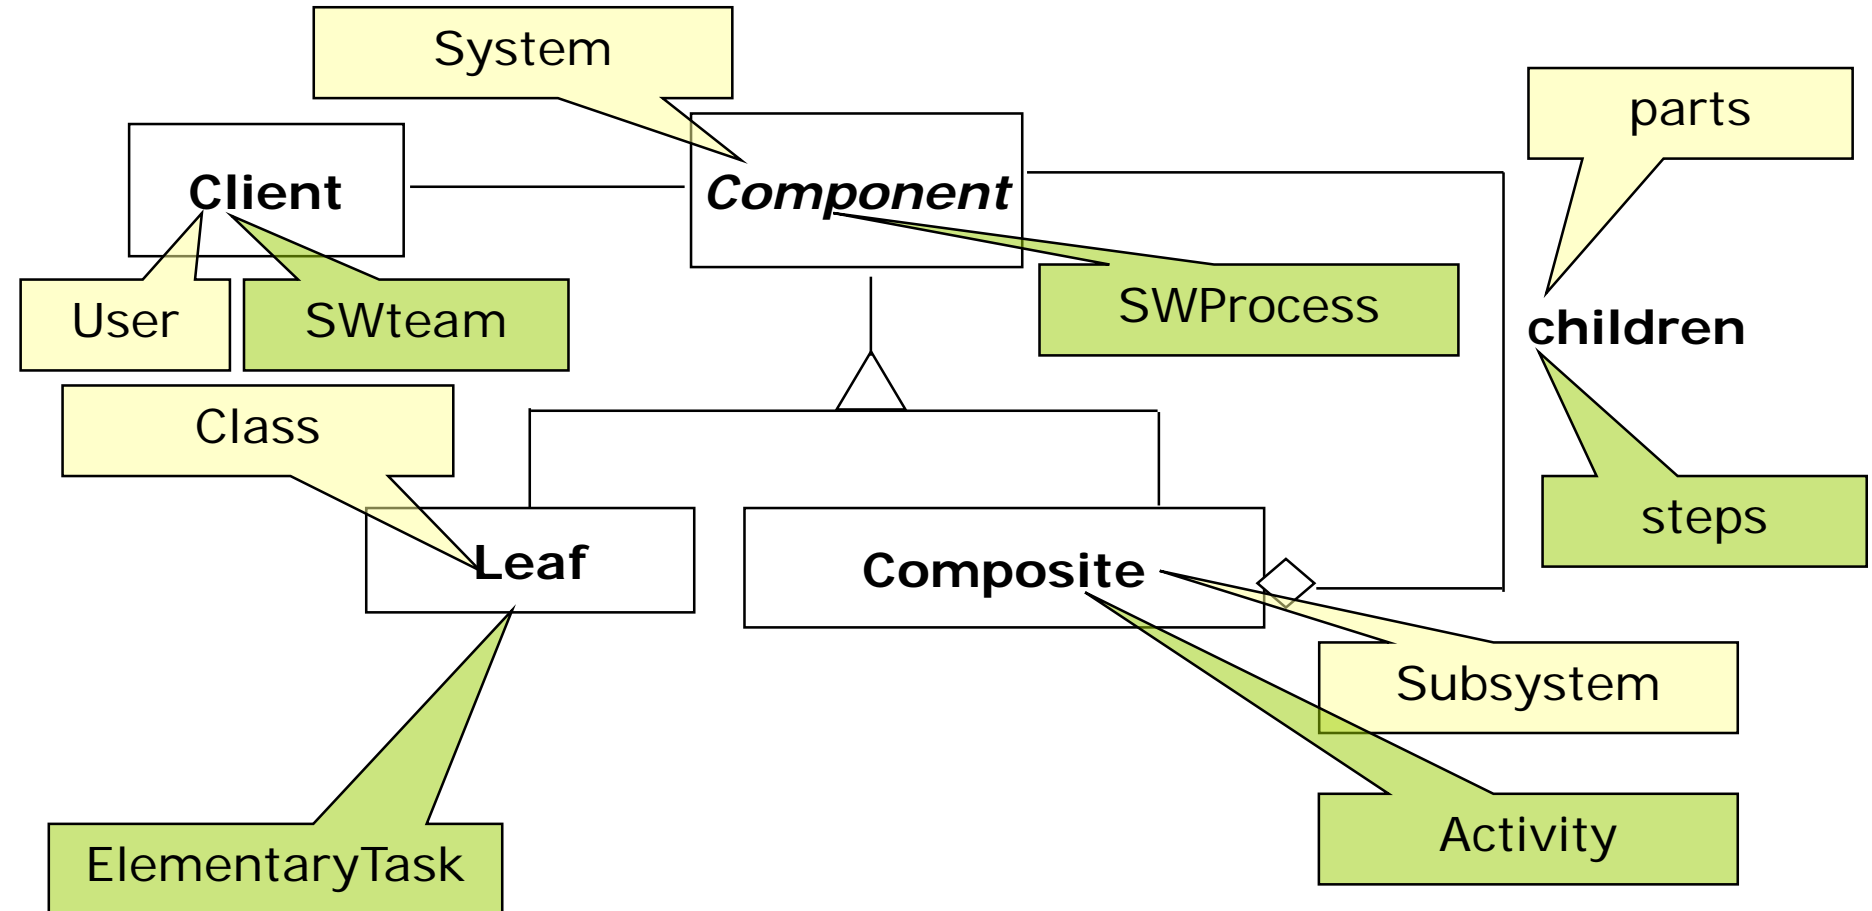 System
parts
Client
Component
User
SWteam
SWProcess
children
Class
steps
Leaf
Composite
Subsystem
Activity
ElementaryTask